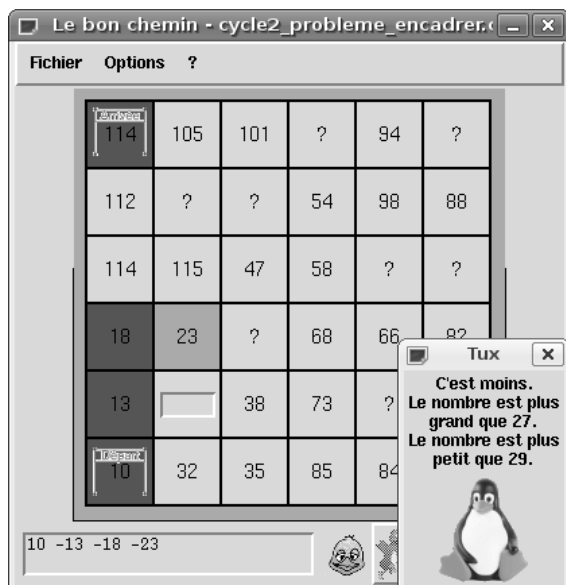 Le bon chemin - cycle2_probleme_encadrer.
Fichier Options ?
Arrivée
114 105 101 ? 94 ?
112 ? ? 54 98 88
114 115 47 58 ? ?
18 23 ? 68 66 82
Tux
C'est moins.
Le nombre est plus
grand que 27.
Le nombre est plus
petit que 29.
13 38 73 ?
Départ
10 32 35 85 84
10 -13 -18 -23